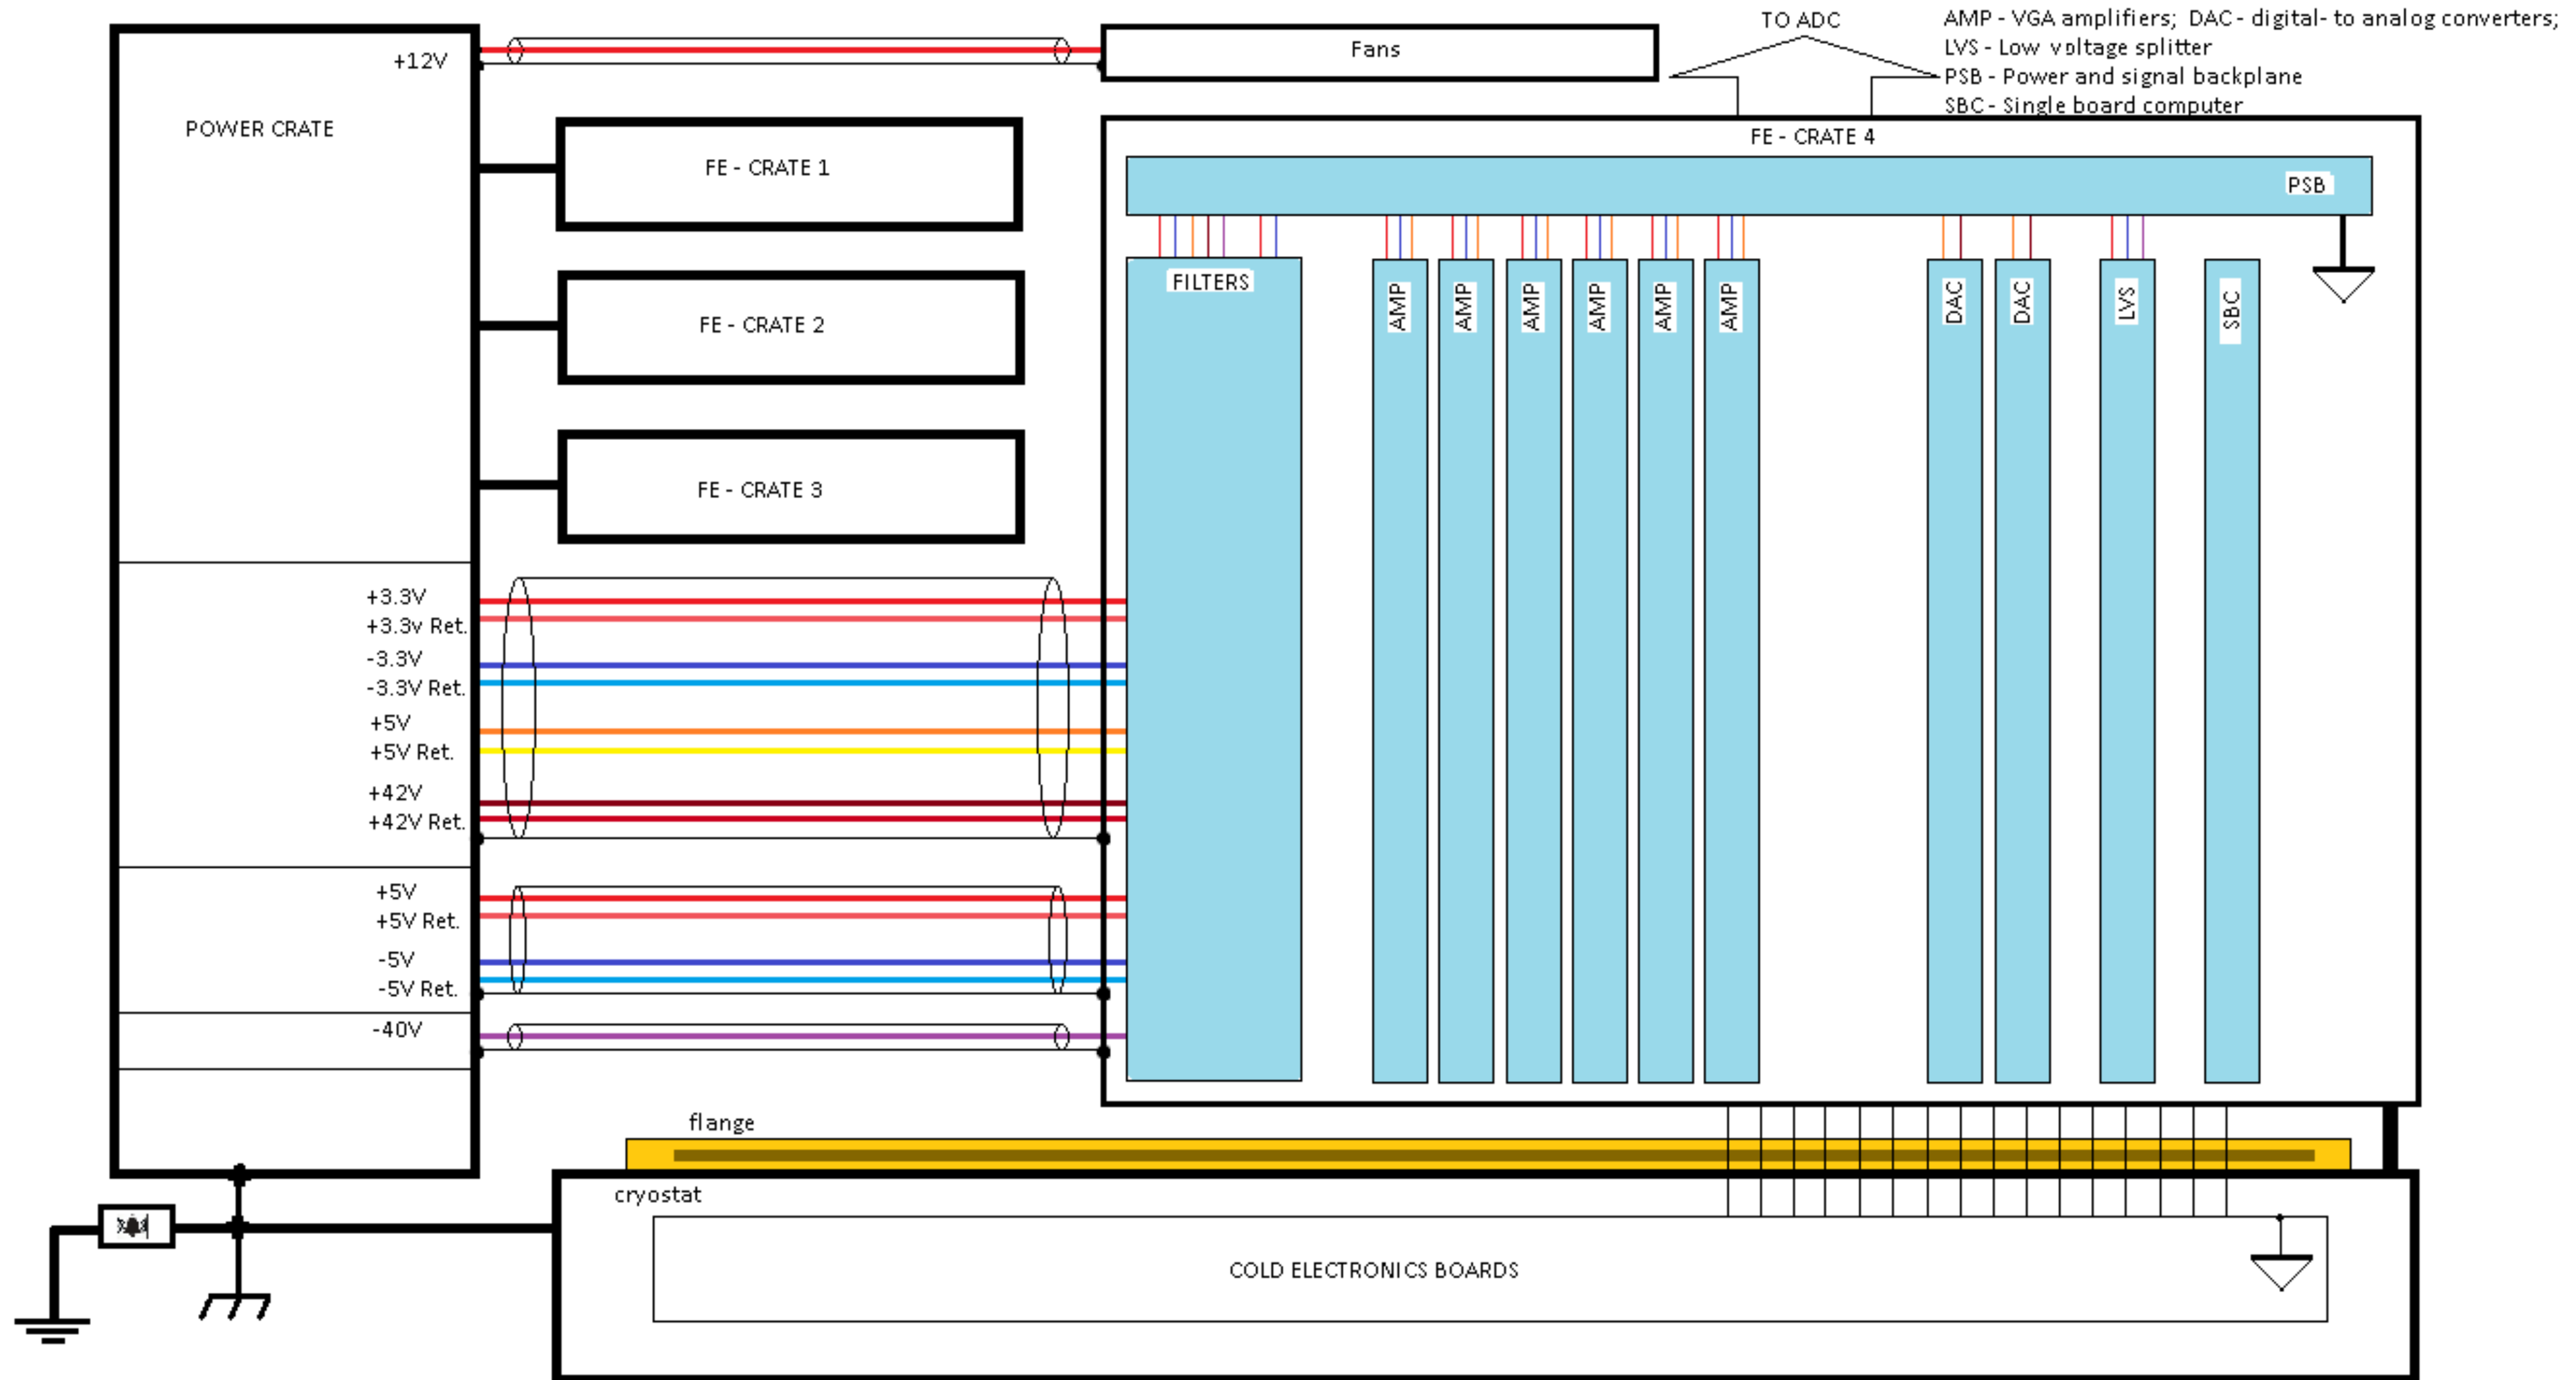 TO ADC
AMP - VGA amplifiers; DAC - digital- to analog converters;
LVS - Low voltage splitter
PSB - Power and signal backplane
SBC - Single board computer
+12V
Fans
POWER CRATE
FE - CRATE 1
FE - CRATE 2
FE - CRATE 3
FE - CRATE 4
PSB
FILTERS
AMP
AMP
AMP
AMP
AMP
AMP
DAC
DAC
LVS
SBC
+3.3V
+3.3v Ret.
-3.3V
-3.3V Ret.
+5V
+5V Ret.
+42V
+42V Ret.
+5V
+5V Ret.
-5V
-5V Ret.
-40V
flange
cryostat
COLD ELECTRONICS BOARDS